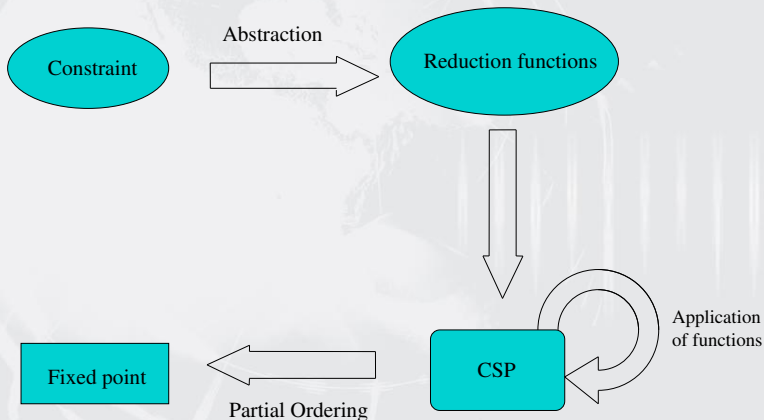 Abstraction
Constraint
Reduction functions
Application
of functions
CSP
Fixed point
Partial Ordering